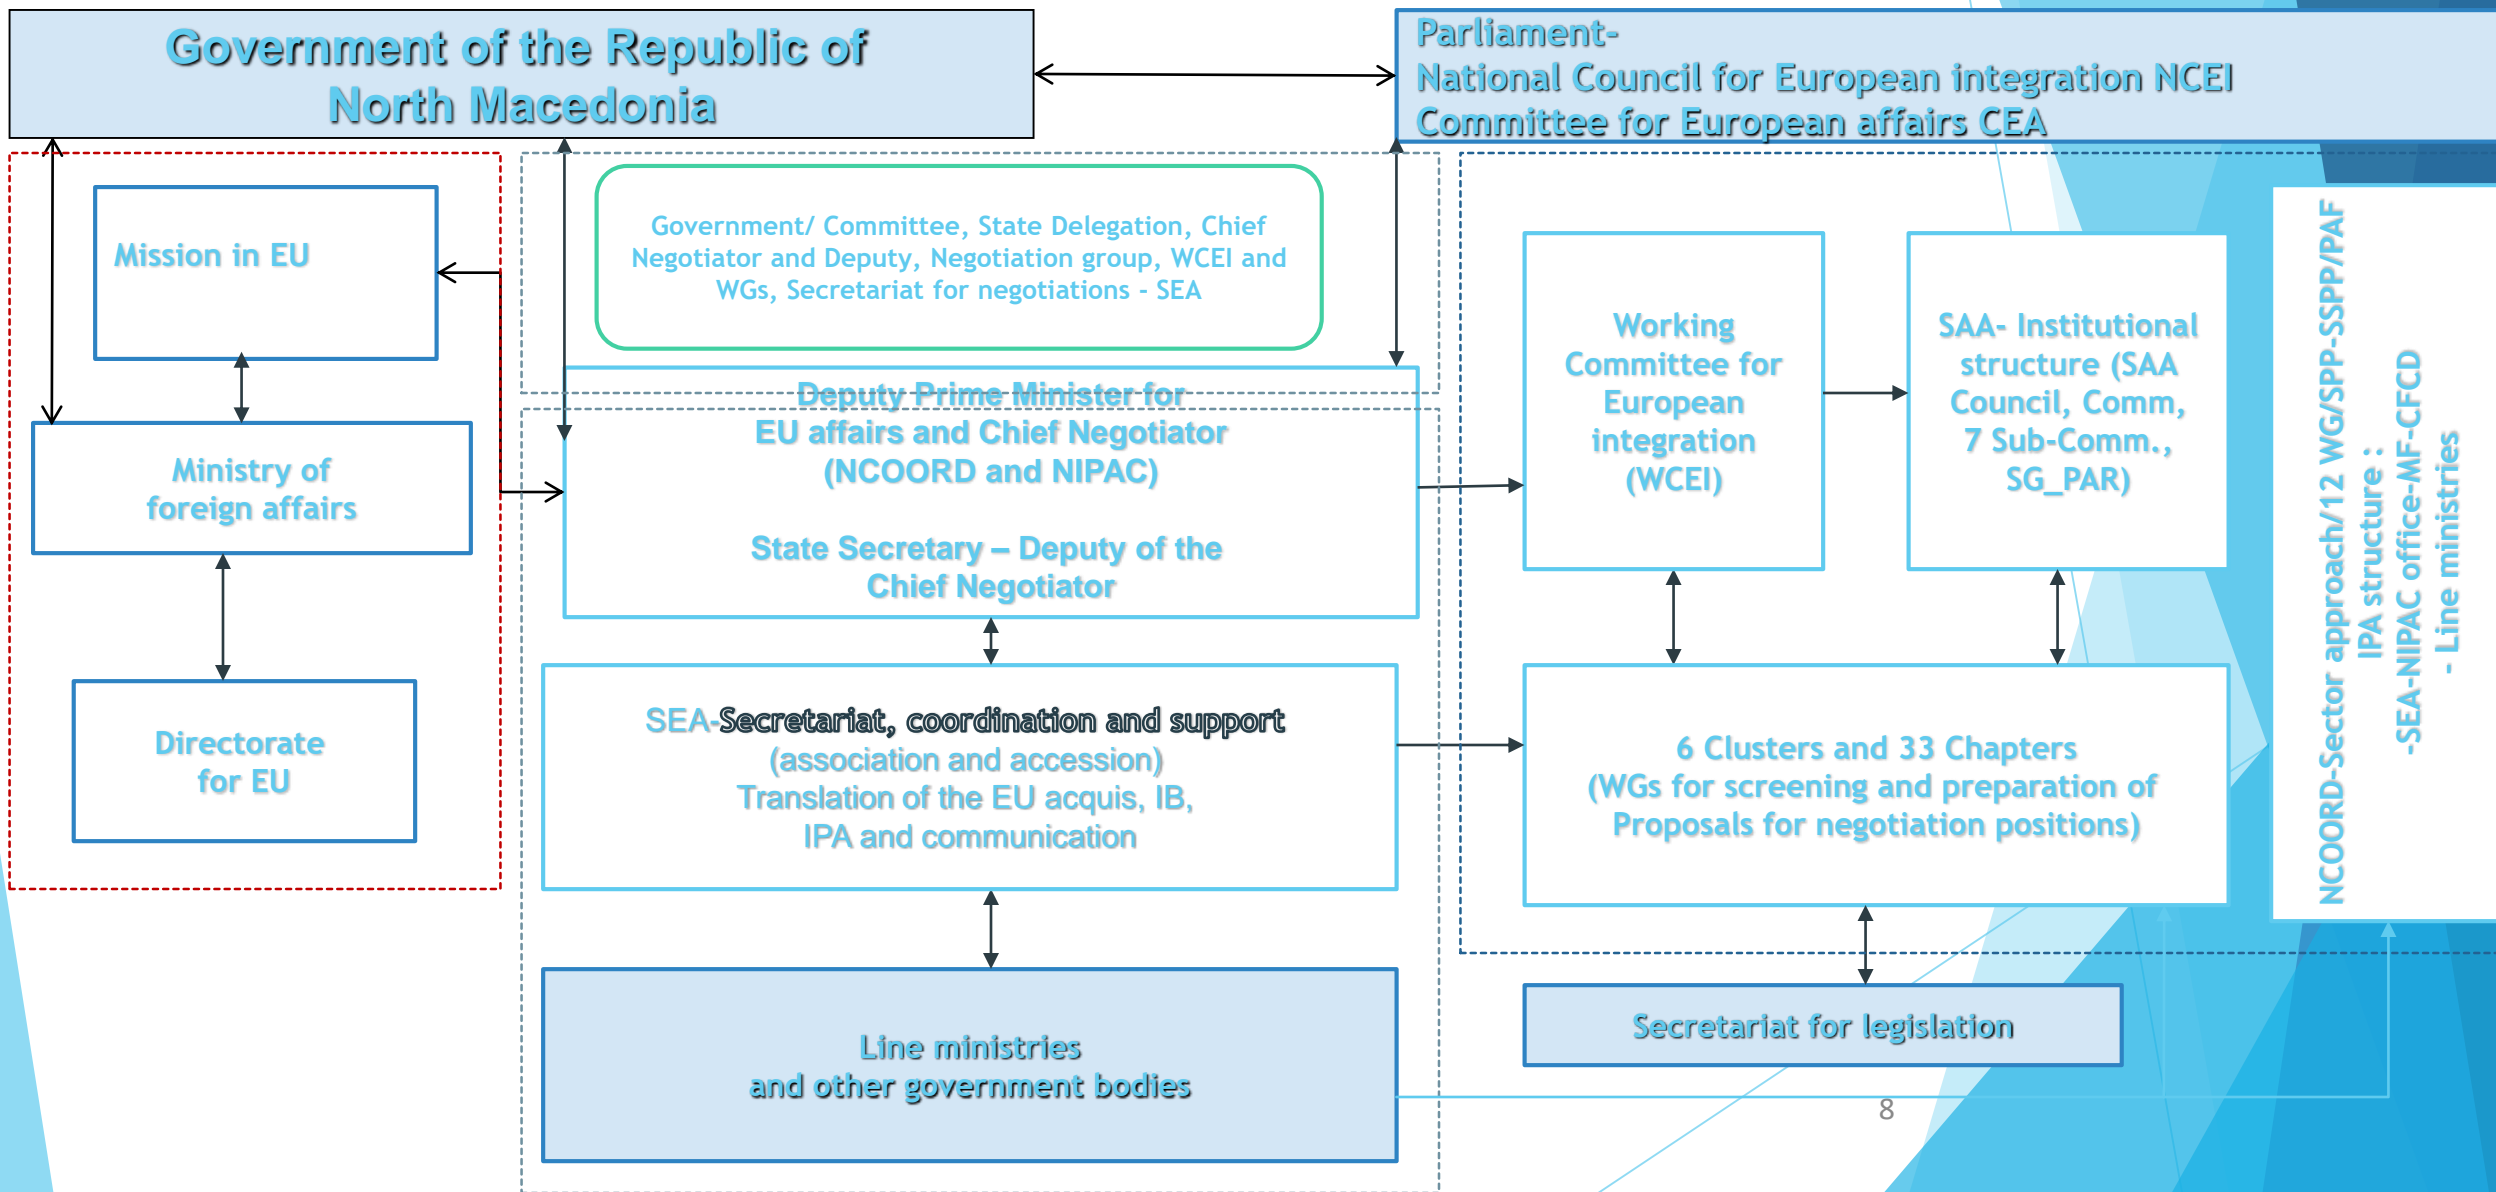 Government of the Republic of
North Macedonia
Parliament-
National Council for European integration NCEI
Committee for European affairs CEA
Mission in EU
Ministry of
foreign affairs
Directorate
for EU
Government/ Committee, State Delegation, Chief
Negotiator and Deputy, Negotiation group, WCEI and
WGs, Secretariat for negotiations - SEA
Deputy Prime Minister for
EU affairs and Chief Negotiator
(NCOORD and NIPAC)
State Secretary – Deputy of the
Chief Negotiator
SEA-Secretariat, coordination and support
(association and accession)
Translation of the EU acquis, IB,
IPA and communication
Line ministries
and other government bodies
Working
Committee for
European
integration
(WCEI)
SAA- Institutional
structure (SAA
Council, Comm,
7 Sub-Comm.,
SG_PAR)
6 Clusters and 33 Chapters
(WGs for screening and preparation of
Proposals for negotiation positions)
Secretariat for legislation
NCOORD-Sector approach/12 WG/SPP-SSPP/PAF
IPA structure :
-SEA-NIPAC office-MF-CFCD
- Line ministries
8